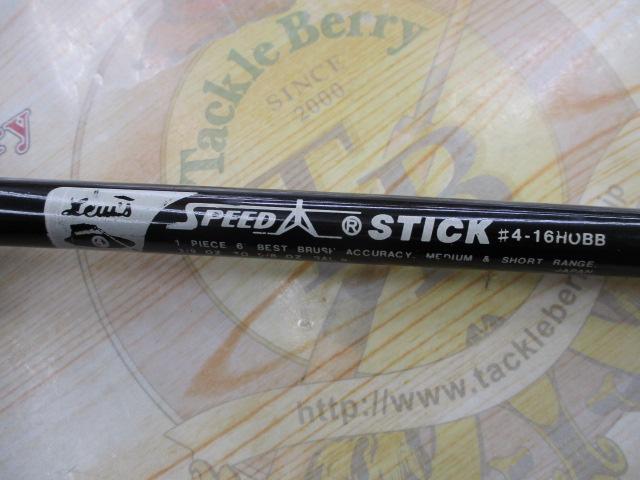 Tackle Berry
SINCE
2000
TB
Lew's SPEED ® STICK #4-16HOBB
1 PIECE 6' BEST BRUSH ACCURACY, MEDIUM & SHORT RANGE
JAPAN
http://www.tackleberry